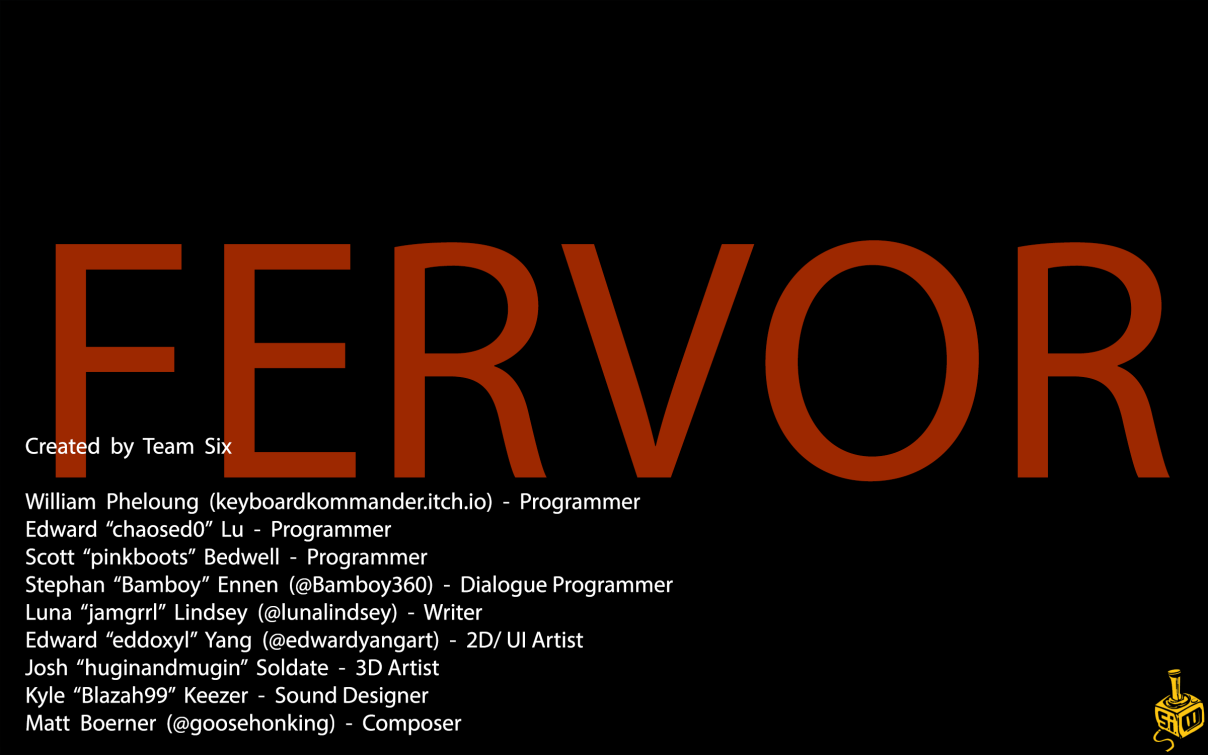 FERVOR
Created by Team Six
William Pheloung (keyboardkommander.itch.io) - Programmer
Edward “chaosed0” Lu - Programmer
Scott “pinkboots” Bedwell - Programmer
Stephan “Bamboy” Ennen (@Bamboy360) - Dialogue Programmer
Luna “jamgrrl” Lindsey (@lunalindsey) - Writer
Edward “eddoxyl” Yang (@edwardyangart) - 2D/ UI Artist
Josh “huginandmugin” Soldate - 3D Artist
Kyle “Blazah99” Keezer - Sound Designer
Matt Boerner (@goosehonking) - Composer